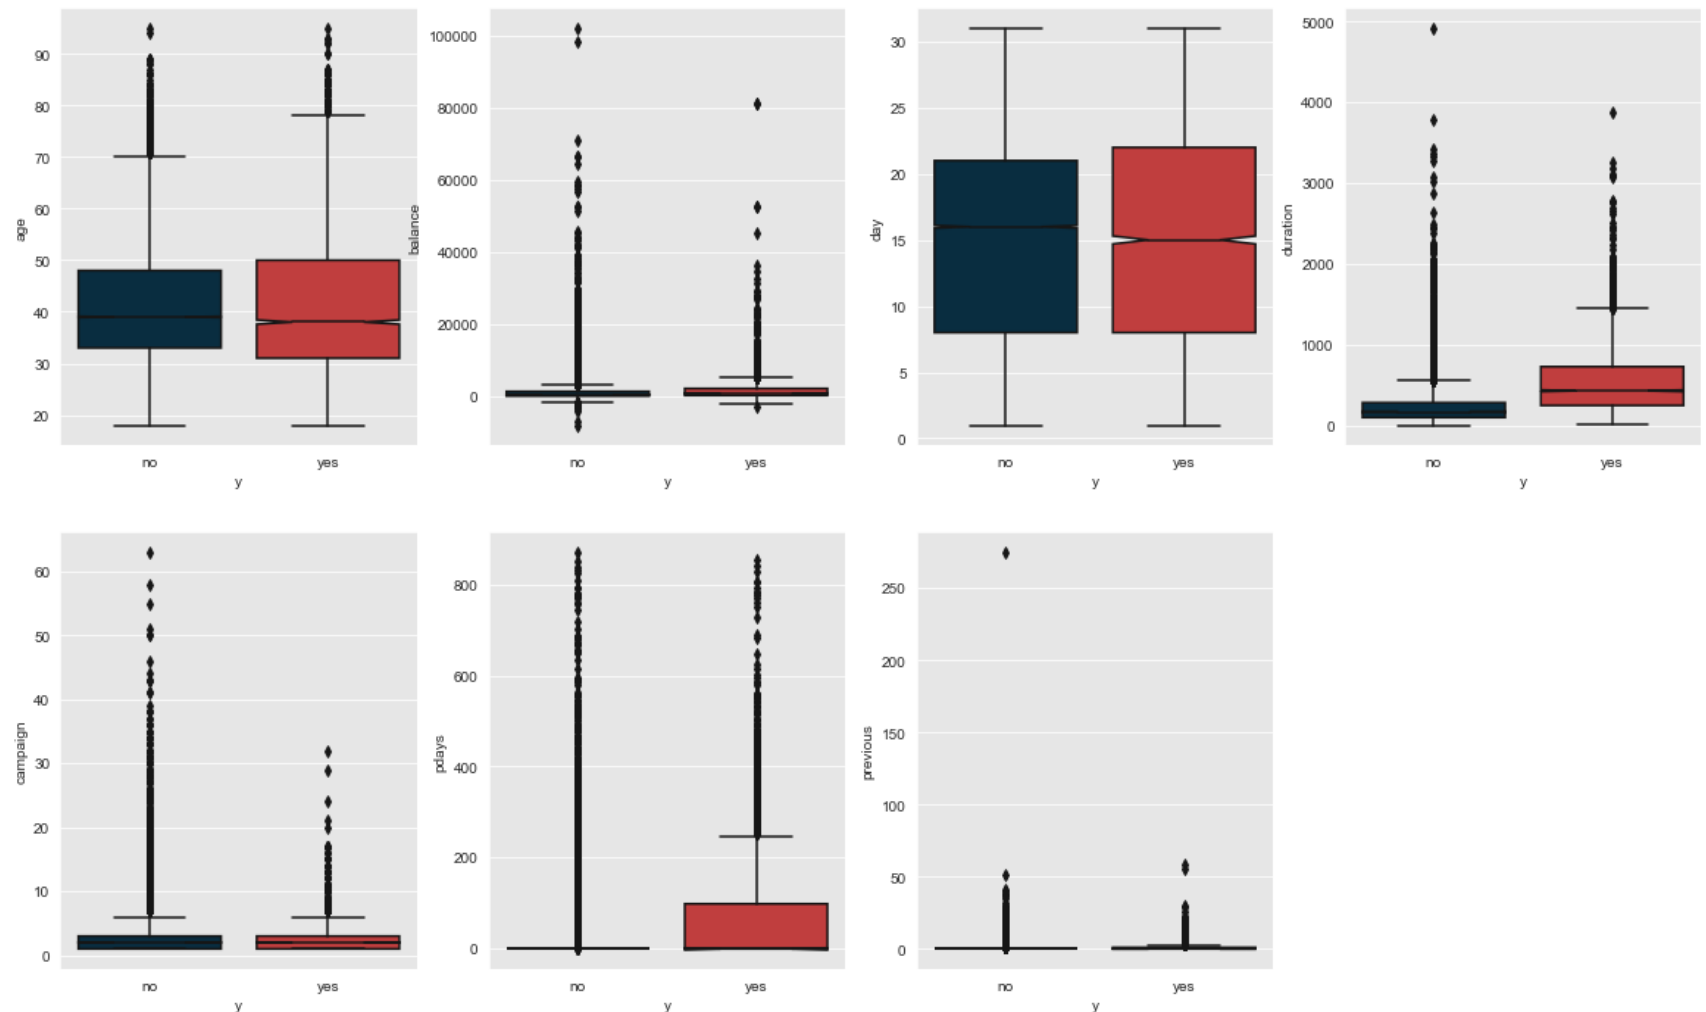 age
90
80
70
60
50
40
30
20
no yes
y
balance
100000
80000
60000
40000
20000
0
no yes
y
day
30
25
20
15
10
5
0
no yes
y
duration
5000
4000
3000
2000
1000
0
no yes
y
campaign
60
50
40
30
20
10
0
no yes
y
pdays
800
600
400
200
0
no yes
y
previous
250
200
150
100
50
0
no yes
y